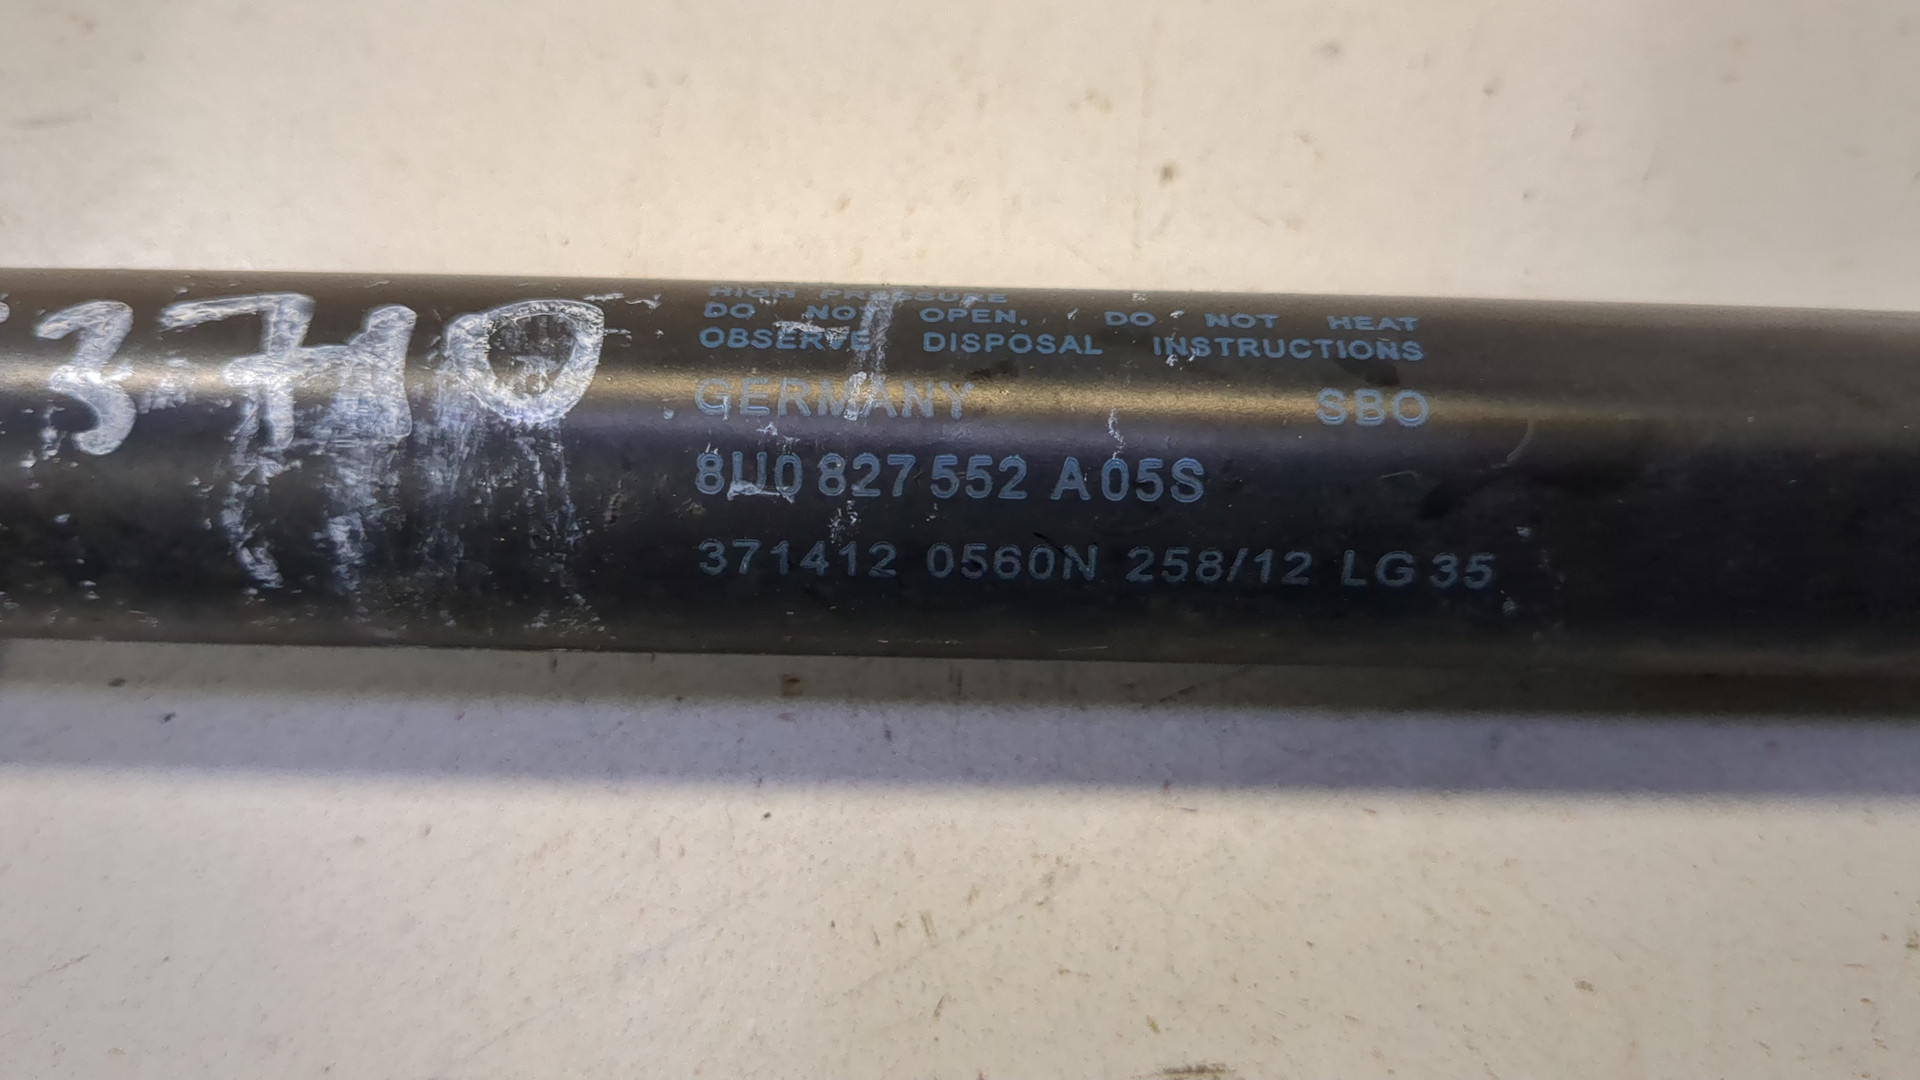 3710
HIGH PRESSURE
DO NOT OPEN. DO NOT HEAT
OBSERVE DISPOSAL INSTRUCTIONS
GERMANY SBO
8U0 827 552 A 05S
371412 0560N 258/12 LG 35